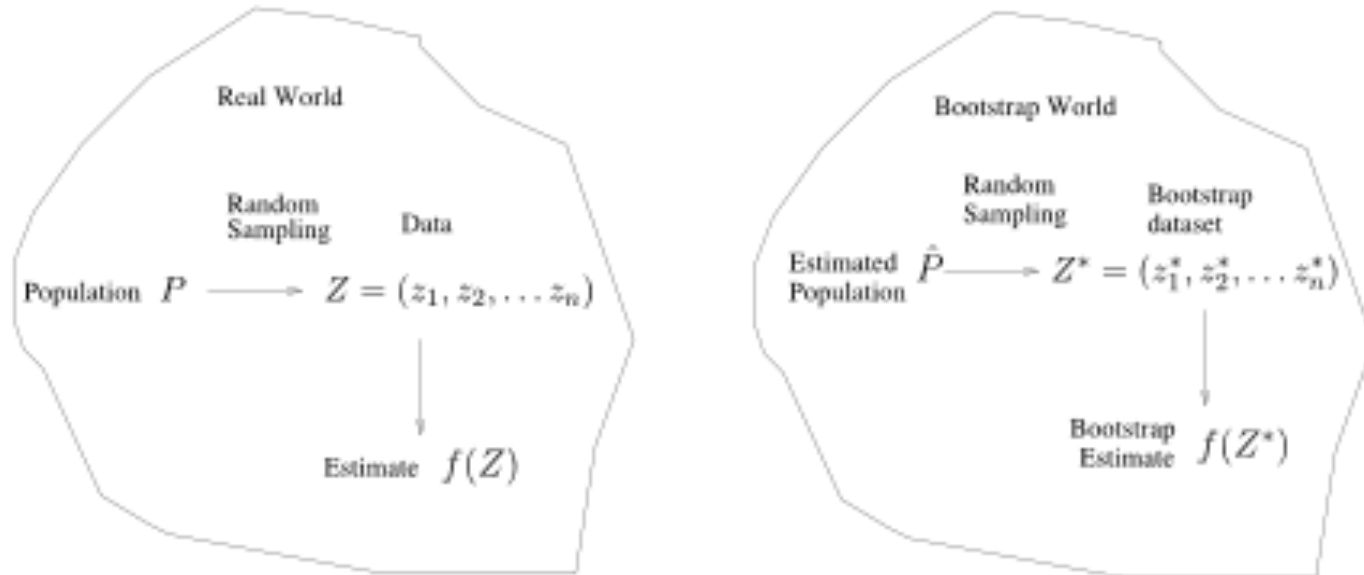 Real World
Random
Sampling
Data
Population P
Z = (z₁, z₂, . . . zₙ)
Estimate f(Z)
Bootstrap World
Random
Sampling
Bootstrap
dataset
Estimated
Population
P̂
Z* = (z₁*, z₂*, . . . zₙ*)
Bootstrap
Estimate
f(Z*)